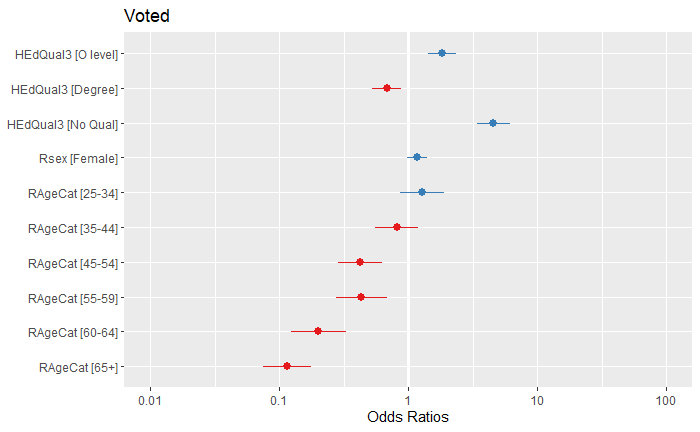 Voted
HEdQual3 [O level]
HEdQual3 [Degree]
HEdQual3 [No Qual]
Rsex [Female]
RAgeCat [25-34]
RAgeCat [35-44]
RAgeCat [45-54]
RAgeCat [55-59]
RAgeCat [60-64]
RAgeCat [65+]
0.01 0.1 1 10 100
Odds Ratios